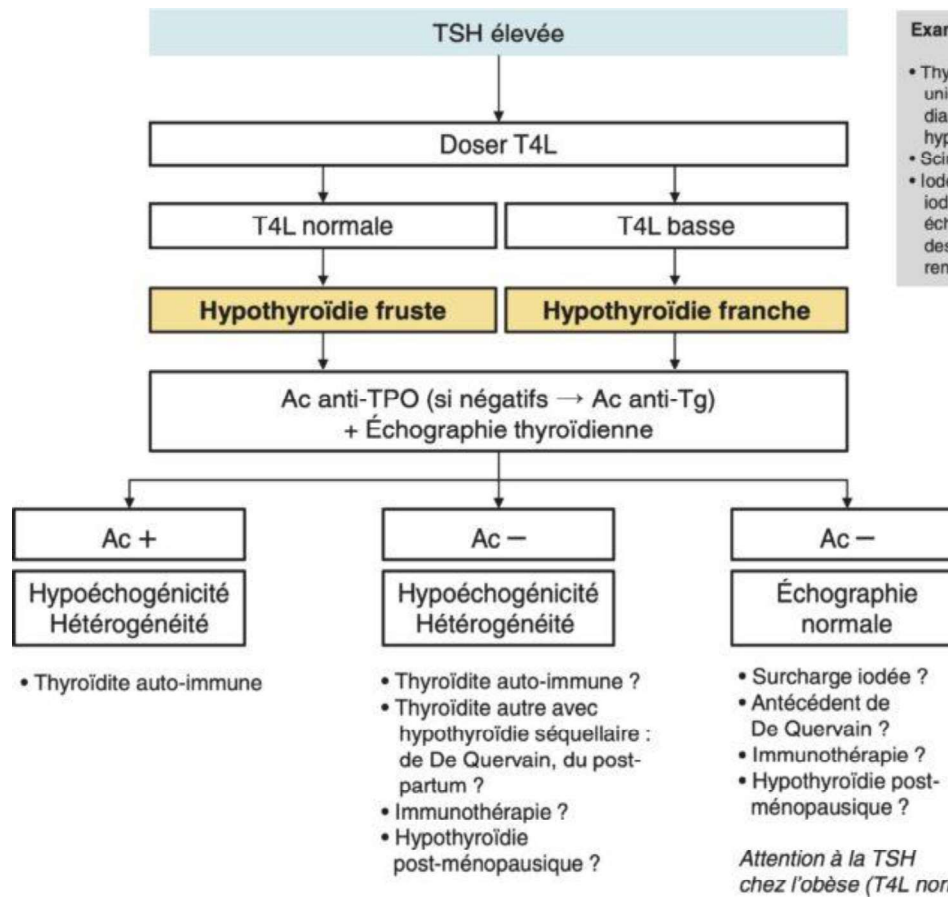 TSH élevée
Doser T4L
T4L normale
T4L basse
Hypothyroïdie fruste
Hypothyroïdie franche
Ac anti-TPO (si négatifs → Ac anti-Tg)
+ Échographie thyroïdienne
Ac +
Hypoéchogénicité
Hétérogénéité
• Thyroïdite auto-immune
Ac −
Hypoéchogénicité
Hétérogénéité
• Thyroïdite auto-immune ?
• Thyroïdite autre avec
hypothyroïdie séquellaire :
de De Quervain, du post-
partum ?
• Immunothérapie ?
• Hypothyroïdie
post-ménopausique ?
Ac −
Échographie
normale
• Surcharge iodée ?
• Antécédent de
De Quervain ?
• Immunothérapie ?
• Hypothyroïdie post-
ménopausique ?
Attention à la TSH
chez l'obèse (T4L nor
Exar
• Thy
uni
dia
hyp
• Scin
• Iode
iod
éch
des
ren